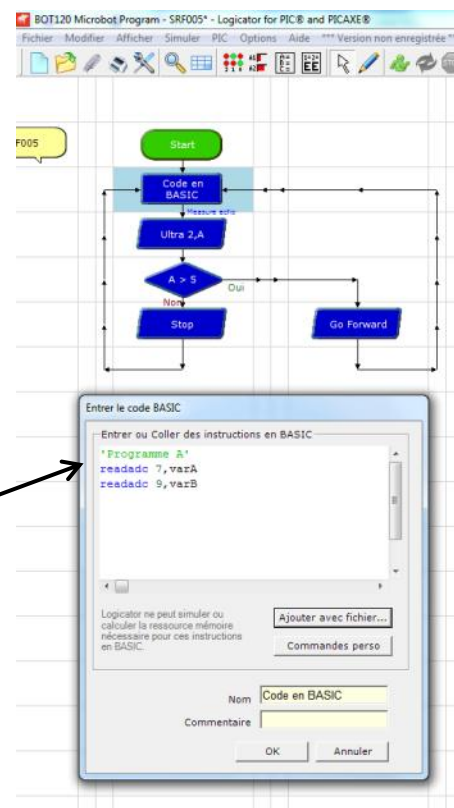 BOT120 Microbot Program - SRF005* - Logicator for PIC® and PICAXE®
Fichier Modifier Afficher Simuler PIC Options Aide *** Version non enregistrée *
F005
Start
Code en
BASIC
Mesure echo
Ultra 2,A
A > 5
Oui
Non
Stop
Go Forward
Entrer le code BASIC
Entrer ou Coller des instructions en BASIC
'Programme A'
readadc 7,varA
readadc 9,varB
Logicator ne peut simuler ou
calculer la ressource mémoire
nécessaire pour ces instructions
en BASIC.
Ajouter avec fichier...
Commandes perso
Nom
Code en BASIC
Commentaire
OK
Annuler